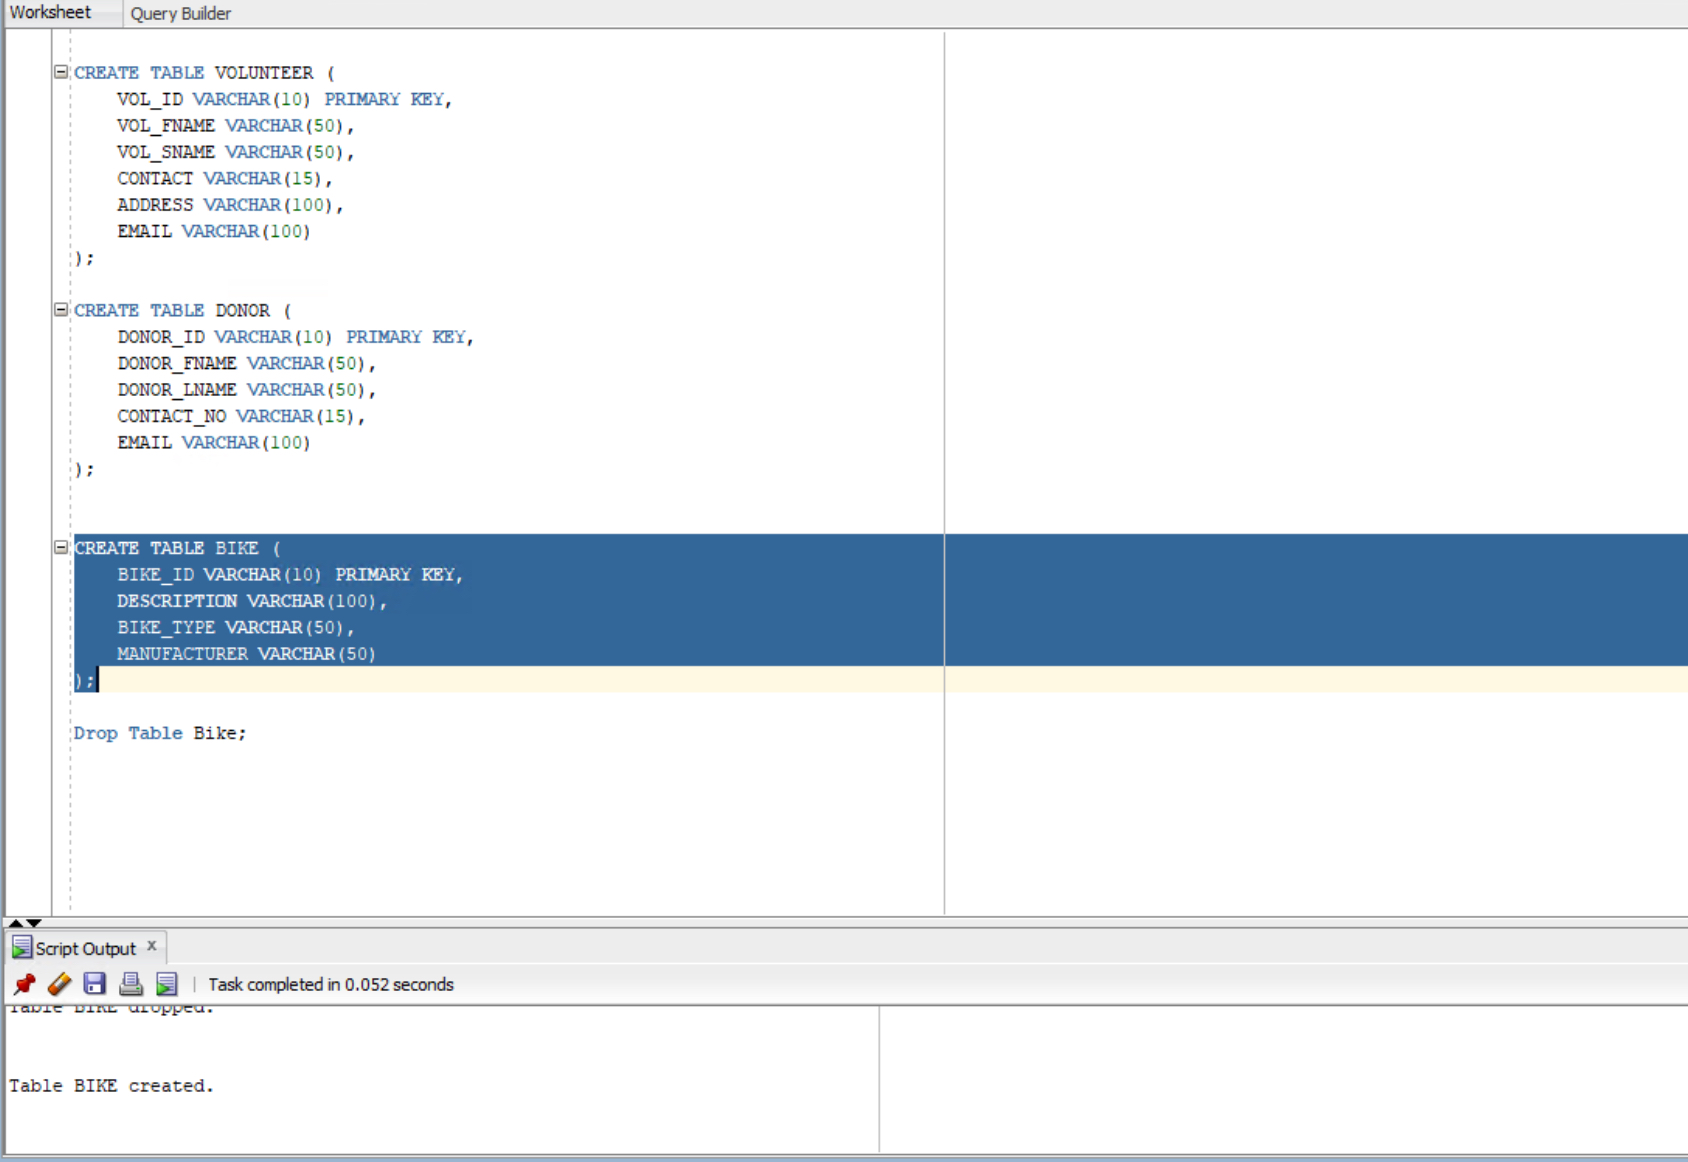 Worksheet Query Builder
CREATE TABLE VOLUNTEER (
VOL_ID VARCHAR(10) PRIMARY KEY,
VOL_FNAME VARCHAR(50),
VOL_SNAME VARCHAR(50),
CONTACT VARCHAR(15),
ADDRESS VARCHAR(100),
EMAIL VARCHAR(100)
);
CREATE TABLE DONOR (
DONOR_ID VARCHAR(10) PRIMARY KEY,
DONOR_FNAME VARCHAR(50),
DONOR_LNAME VARCHAR(50),
CONTACT_NO VARCHAR(15),
EMAIL VARCHAR(100)
);
CREATE TABLE BIKE (
BIKE_ID VARCHAR(10) PRIMARY KEY,
DESCRIPTION VARCHAR(100),
BIKE_TYPE VARCHAR(50),
MANUFACTURER VARCHAR(50)
);
Drop Table Bike;
Script Output x
Task completed in 0.052 seconds
Table BIKE dropped.
Table BIKE created.